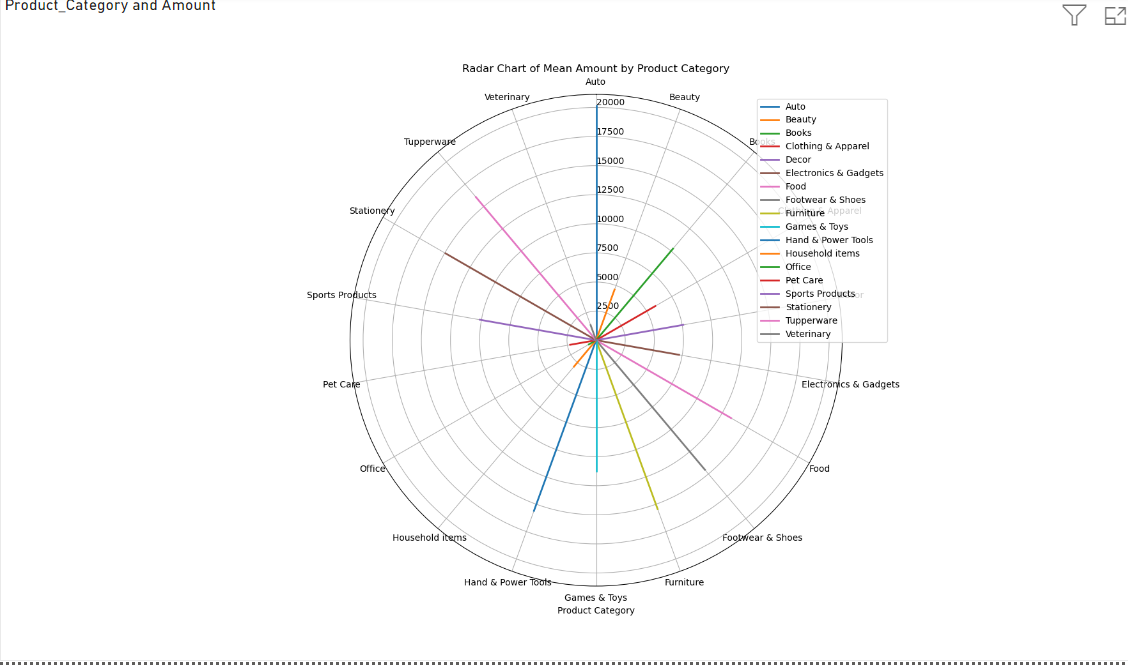 Product_Category and Amount
Radar Chart of Mean Amount by Product Category
Auto
Veterinary
Beauty
20000
Auto
Beauty
17500
Books
Tupperware
Books
Clothing & Apparel
15000
Decor
Electronics & Gadgets
12500
Food
Footwear & Shoes
Stationery
Furniture
Apparel
10000
Games & Toys
Hand & Power Tools
7500
Household items
Office
5000
Pet Care
Sports Products
Sports Products
2500
Stationery
Tupperware
Veterinary
Pet Care
Electronics & Gadgets
Office
Food
Household items
Footwear & Shoes
Hand & Power Tools
Furniture
Games & Toys
Product Category